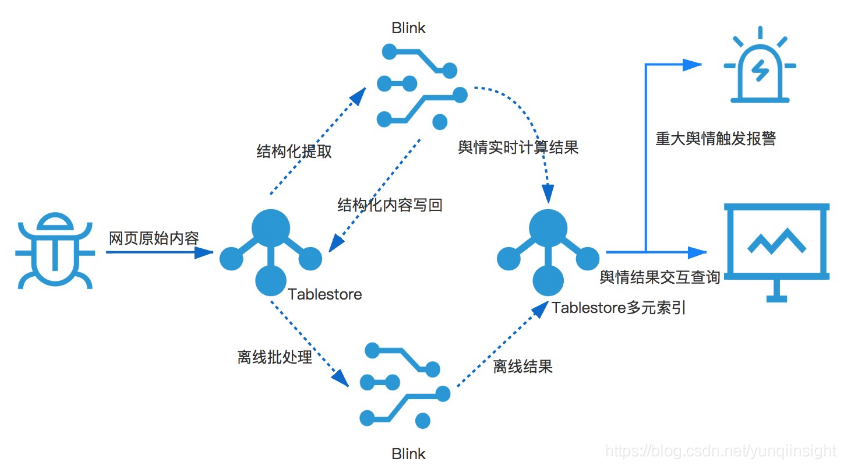 Blink
结构化提取
舆情实时计算结果
重大舆情触发报警
结构化内容写回
网页原始内容
舆情结果交互查询
Tablestore
Tablestore多元索引
离线批处理
离线结果
Blink
https://blog.csdn.net/yunqiinsight